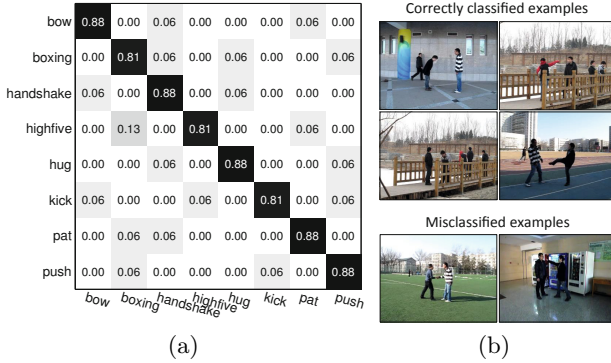 bow 0.88 0.00 0.06 0.00 0.00 0.00 0.06 0.00
boxing 0.00 0.81 0.06 0.00 0.06 0.00 0.00 0.06
handshake 0.06 0.00 0.88 0.00 0.06 0.00 0.00 0.00
highfive 0.00 0.13 0.00 0.81 0.00 0.00 0.06 0.00
hug 0.00 0.00 0.06 0.00 0.88 0.00 0.00 0.06
kick 0.06 0.00 0.00 0.06 0.00 0.81 0.00 0.06
pat 0.00 0.06 0.06 0.00 0.00 0.00 0.88 0.00
push 0.00 0.06 0.00 0.00 0.00 0.06 0.00 0.88
bow boxing handshake highfive hug kick pat push
(a)
Correctly classified examples
Misclassified examples
(b)